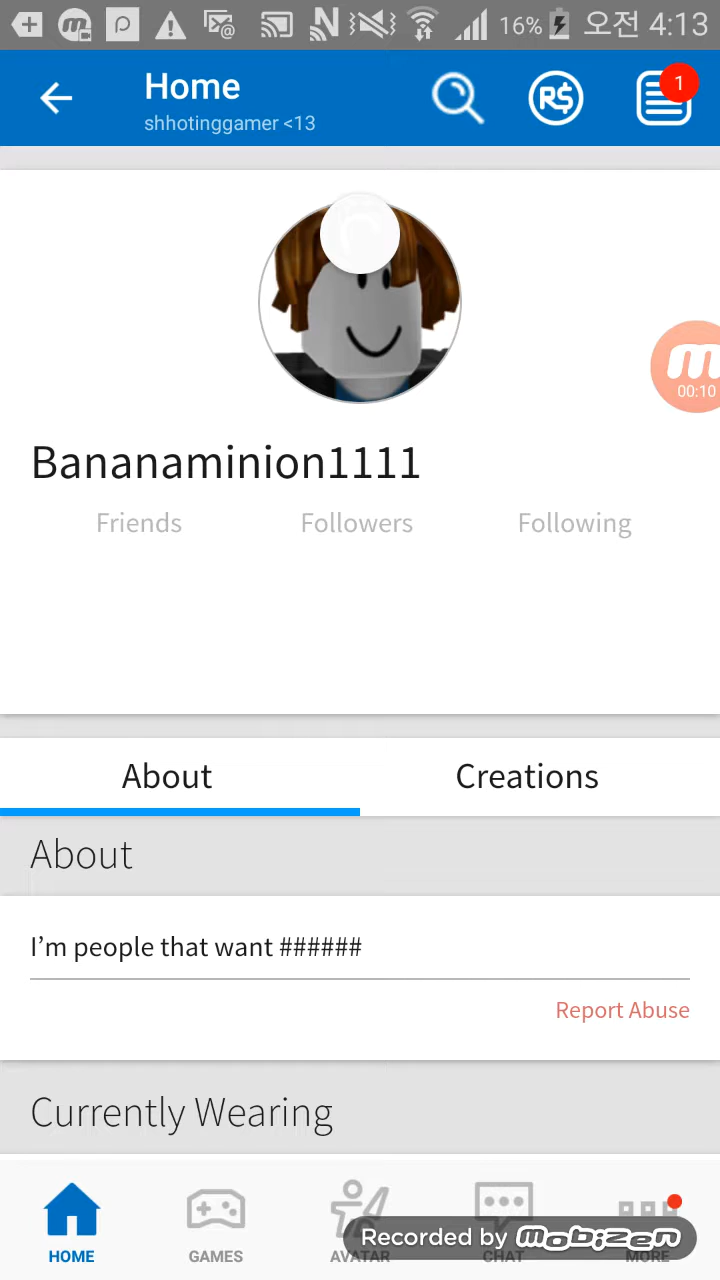 16% 오전 4:13
Home
shhotinggamer <13
R$
1
m
00:10
Bananaminion1111
Friends Followers Following
About Creations
About
I’m people that want ######
Report Abuse
Currently Wearing
HOME GAMES AVATAR CHAT MORE
Recorded by mobizen